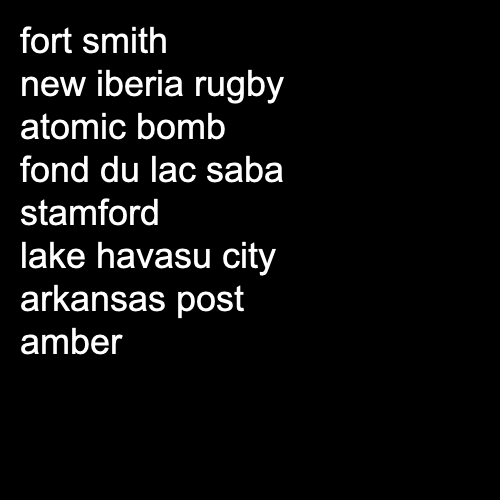 fort smith
new iberia rugby
atomic bomb
fond du lac saba
stamford
lake havasu city
arkansas post
amber